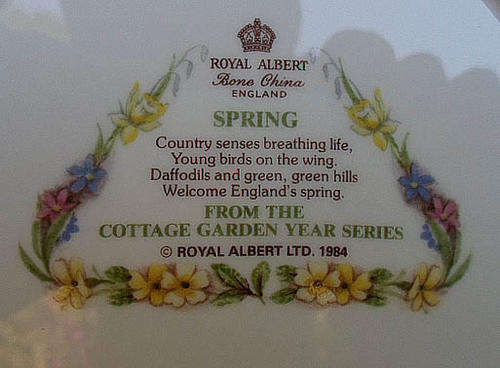 ROYAL ALBERT
Bone China
ENGLAND
SPRING
Country senses breathing life,
Young birds on the wing.
Daffodils and green, green hills
Welcome England's spring.
FROM THE
COTTAGE GARDEN YEAR SERIES
© ROYAL ALBERT LTD. 1984